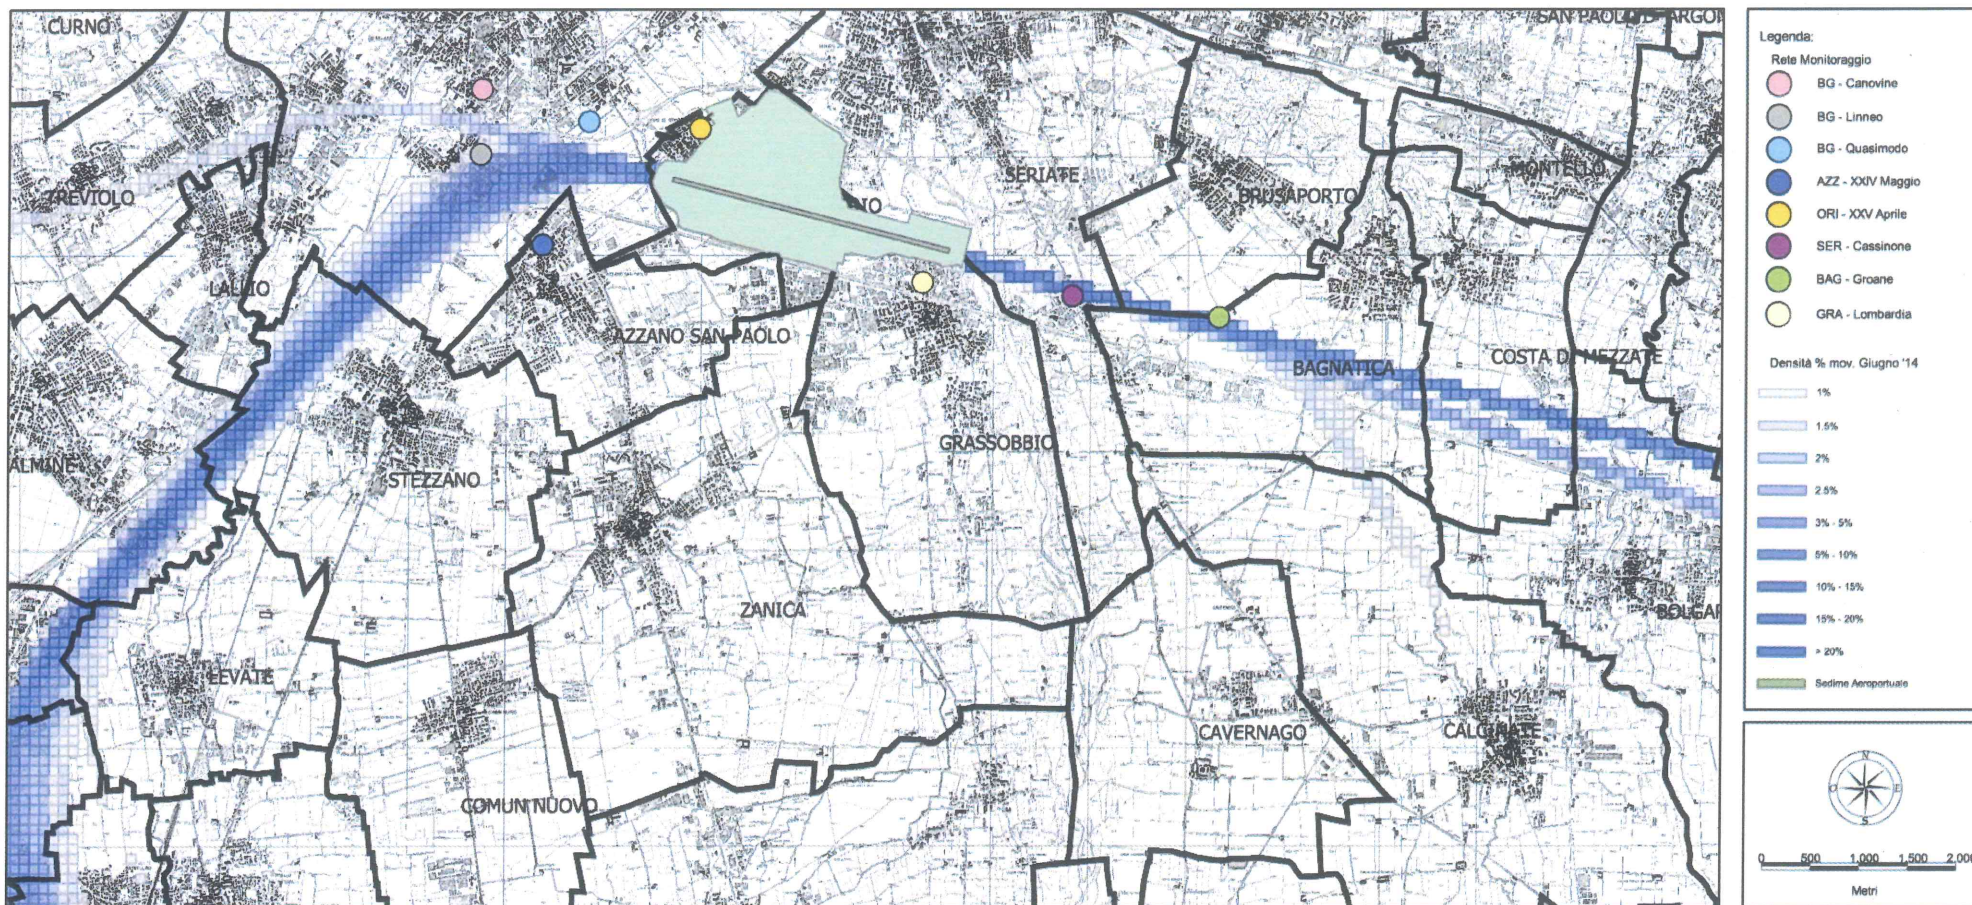 CURNO
SAN PAOLO D'ARGON
TREVIOLO
SERIATE
BRUSAPORTO
MONTELLO
IO
LALLIO
AZZANO SAN PAOLO
BAGNATICA
COSTA DI MEZZATE
ALMINE
STEZZANO
GRASSOBBIO
ZANICA
BOLGAR
LEVATE
CAVERNAGO
CALCINATE
COMUN NUOVO
Legenda:
Rete Monitoraggio
BG - Canovine
BG - Linneo
BG - Quasimodo
AZZ - XXIV Maggio
ORI - XXV Aprile
SER - Cassinone
BAG - Groane
GRA - Lombardia
Densità % mov. Giugno '14
1%
1.5%
2%
2.5%
3% - 5%
5% - 10%
10% - 15%
15% - 20%
> 20%
Sedime Aeroportuale
N
O E
S
0 500 1.000 1.500 2.000
Metri